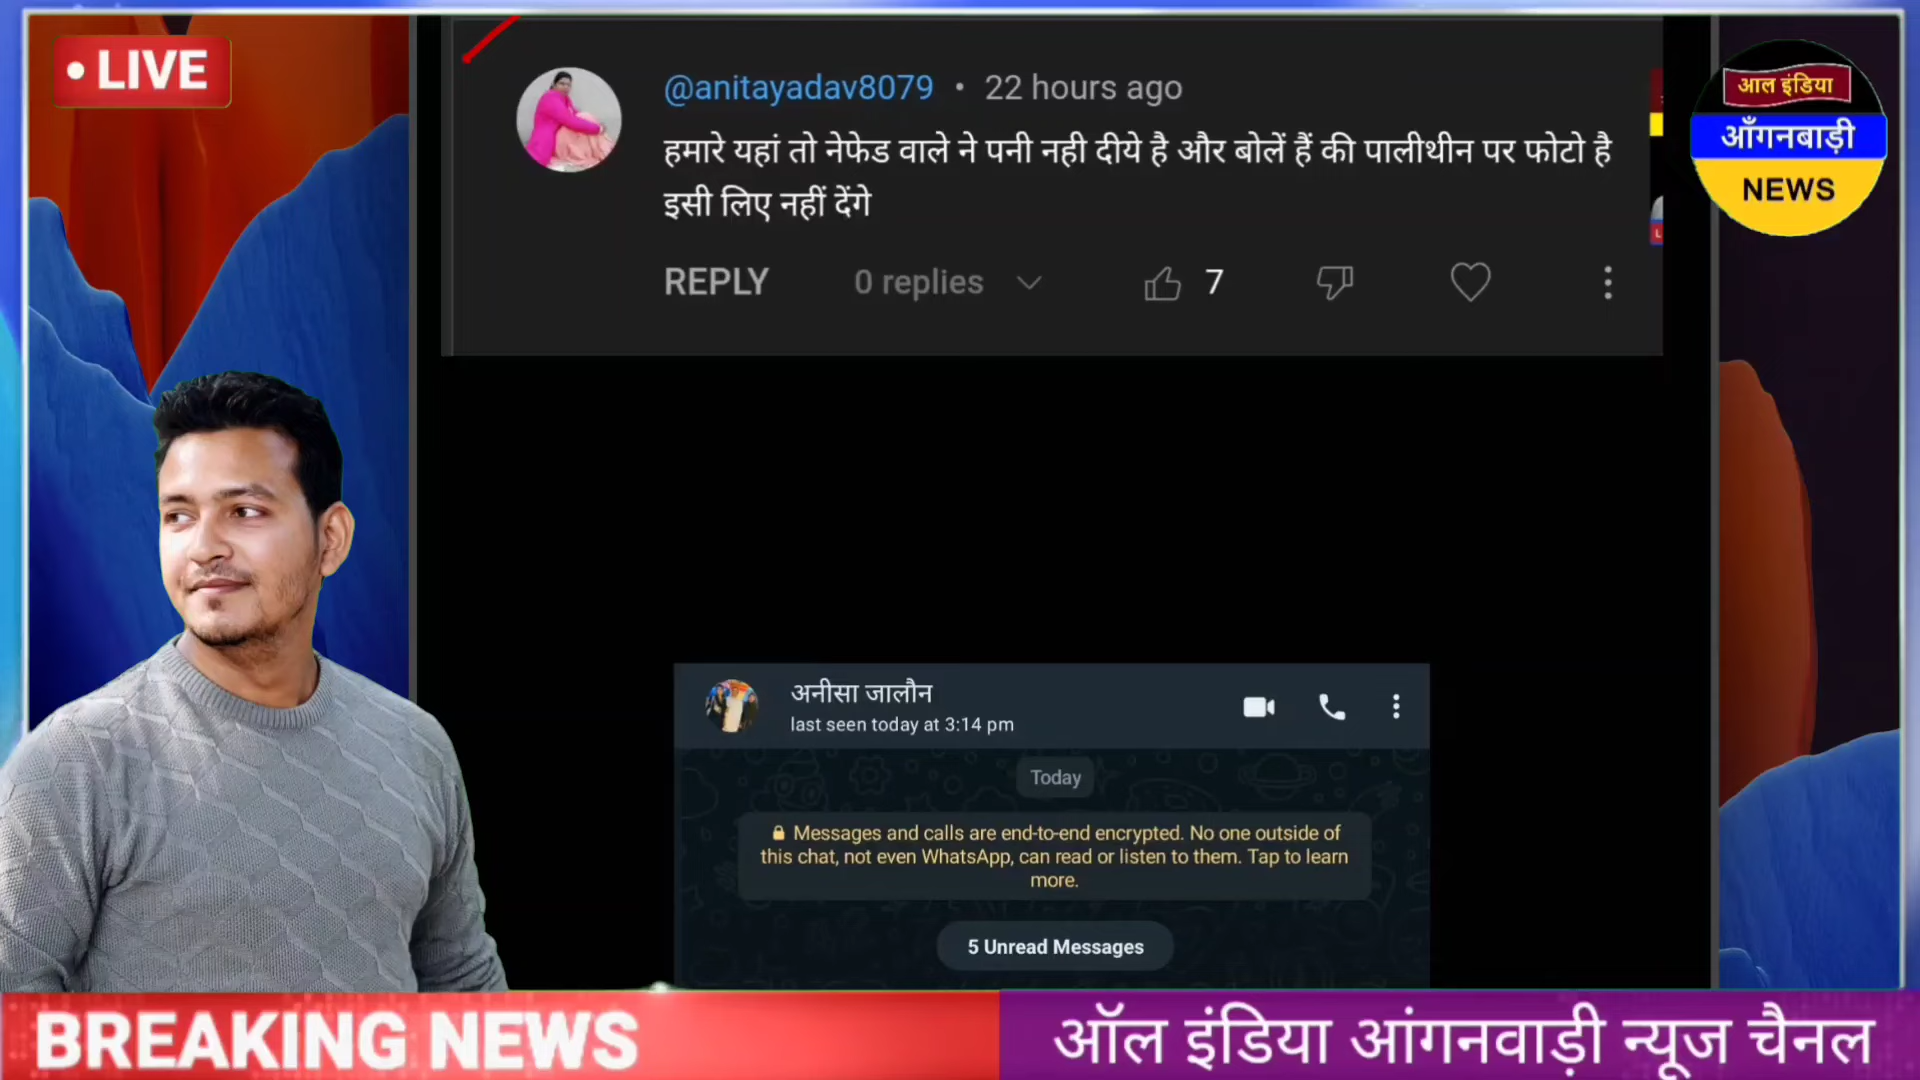 • LIVE
@anitayadav8079 • 22 hours ago
हमारे यहां तो नेफेड वाले ने पनी नही दीये है और बोलें हैं की पालीथीन पर फोटो है
इसी लिए नहीं देंगे
REPLY 0 replies 7
आल इंडिया
आँगनबाड़ी
NEWS
L
अनीसा जालौन
last seen today at 3:14 pm
Today
Messages and calls are end-to-end encrypted. No one outside of
this chat, not even WhatsApp, can read or listen to them. Tap to learn
more.
5 Unread Messages
BREAKING NEWS
ऑल इंडिया आंगनवाड़ी न्यूज चैनल